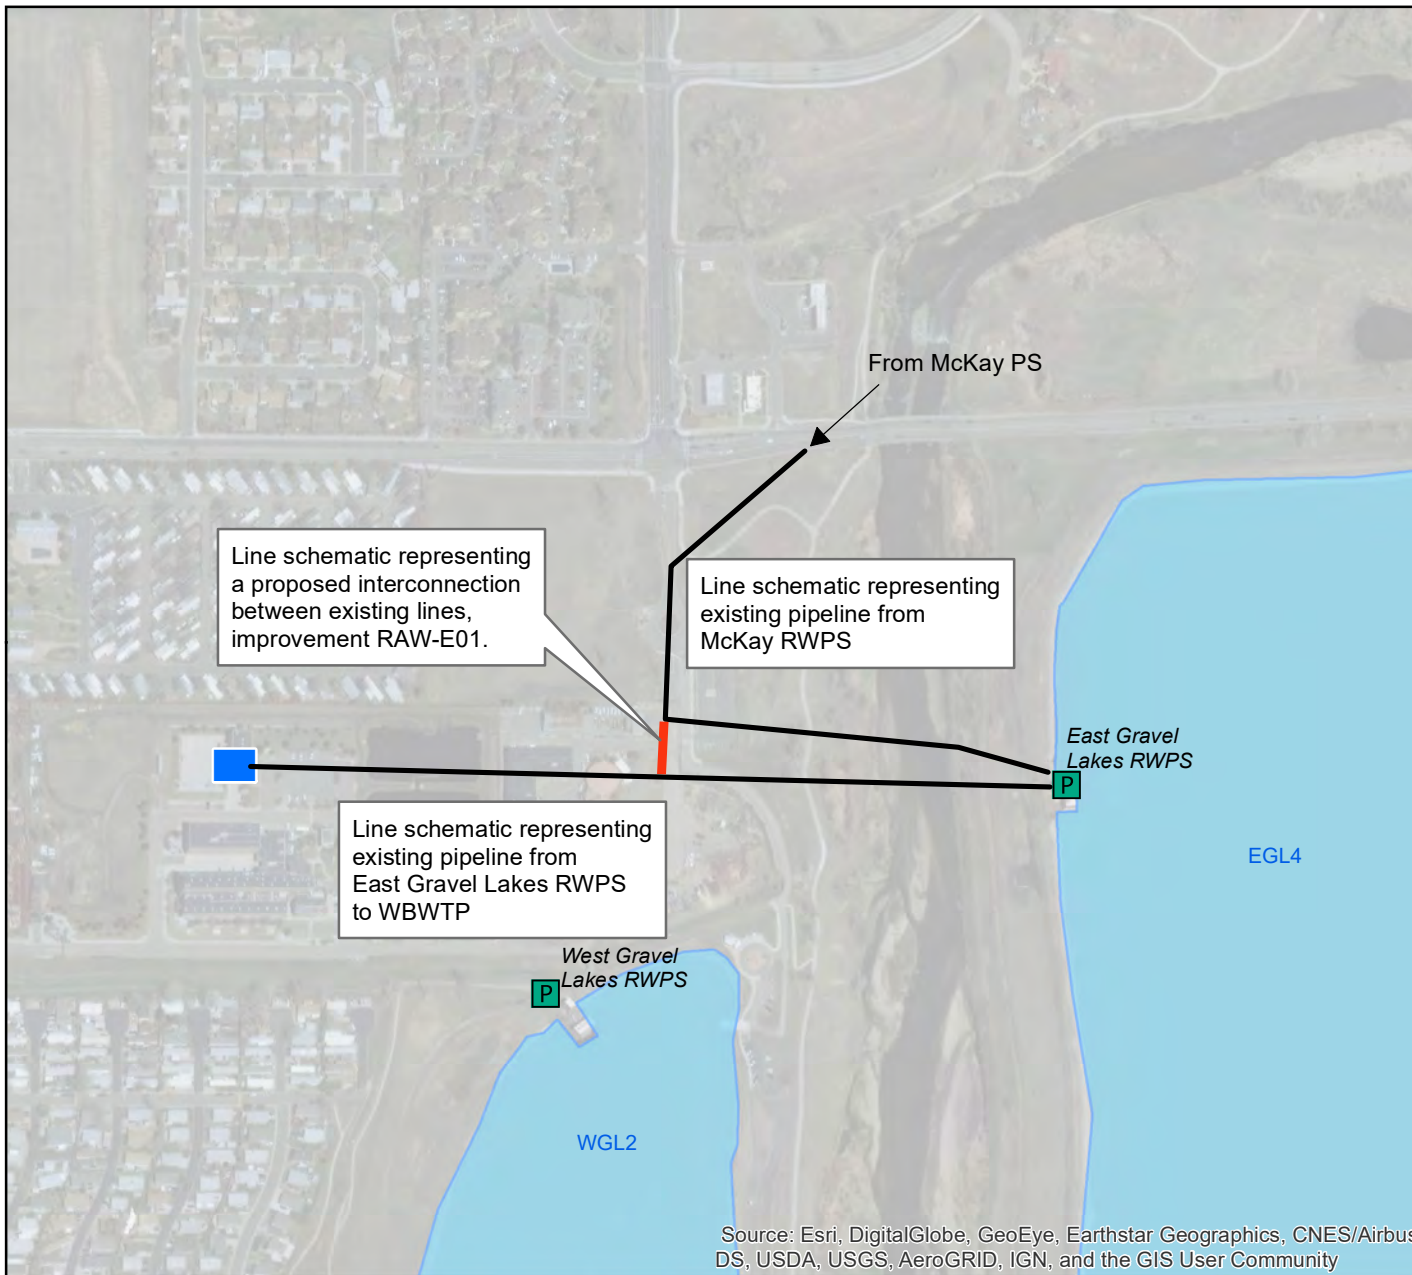 From McKay PS
Line schematic representing
a proposed interconnection
between existing lines,
improvement RAW-E01.
Line schematic representing
existing pipeline from
McKay RWPS
East Gravel
Lakes RWPS
P
Line schematic representing
existing pipeline from
East Gravel Lakes RWPS
to WBWTP
EGL4
West Gravel
Lakes RWPS
P
WGL2
Source: Esri, DigitalGlobe, GeoEye, Earthstar Geographics, CNES/Airbus
DS, USDA, USGS, AeroGRID, IGN, and the GIS User Community